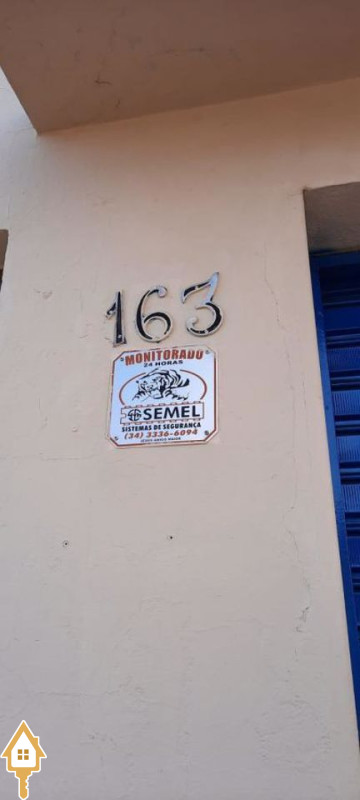 163
MONITORADO
24 HORAS
SEMEL
SISTEMAS DE SEGURANÇA
(34) 3336-6094